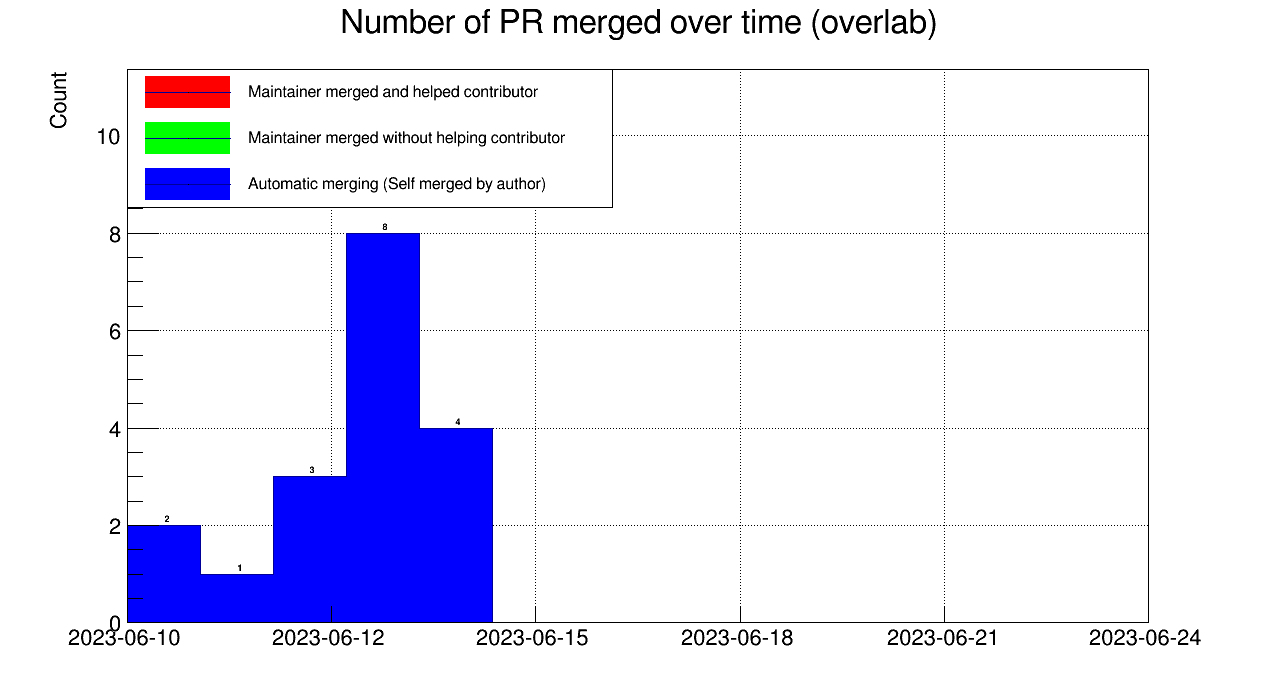 Number of PR merged over time (overlab)
Count
Maintainer merged and helped contributor
Maintainer merged without helping contributor
Automatic merging (Self merged by author)
10
8
6
4
2
0
8
4
3
2
1
2023-06-10 2023-06-12 2023-06-15 2023-06-18 2023-06-21 2023-06-24